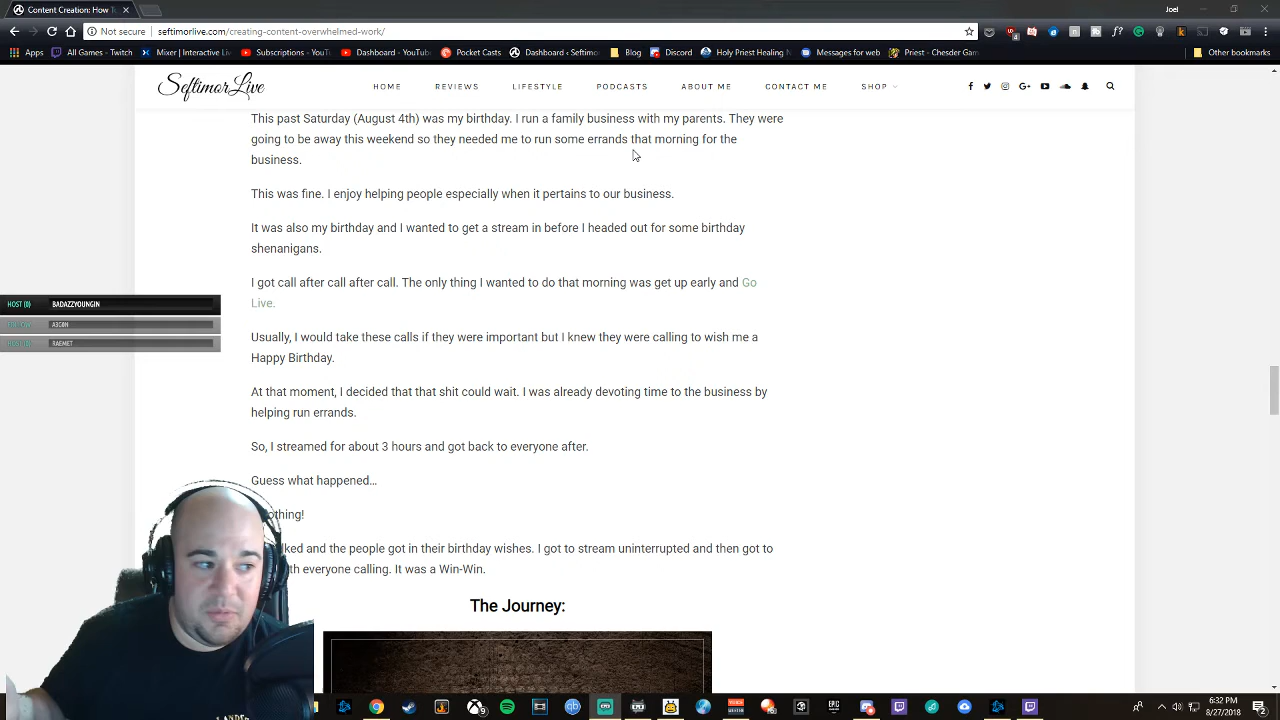 Content Creation: How T
Joel
Not secure seftimorlive.com/creating-content-overwhelmed-work/
Apps All Games - Twitch Mixer | Interactive Liv Subscriptions - YouTu Dashboard - YouTube Pocket Casts Dashboard ‹ Seftimor Blog Discord Holy Priest Healing N Messages for web Priest - Chesder Gam Other bookmarks
SeftimorLive HOME REVIEWS LIFESTYLE PODCASTS ABOUT ME CONTACT ME SHOP
This past Saturday (August 4th) was my birthday. I run a family business with my parents. They were
going to be away this weekend so they needed me to run some errands that morning for the
business.
This was fine. I enjoy helping people especially when it pertains to our business.
It was also my birthday and I wanted to get a stream in before I headed out for some birthday
shenanigans.
I got call after call after call. The only thing I wanted to do that morning was get up early and Go
Live.
HOST (0) BADAZZYOUNGIN
A3G8N
RAEMET
Usually, I would take these calls if they were important but I knew they were calling to wish me a
Happy Birthday.
At that moment, I decided that that shit could wait. I was already devoting time to the business by
helping run errands.
So, I streamed for about 3 hours and got back to everyone after.
Guess what happened...
othing!
lked and the people got in their birthday wishes. I got to stream uninterrupted and then got to
th everyone calling. It was a Win-Win.
The Journey:
6:32 PM
8/27/2018